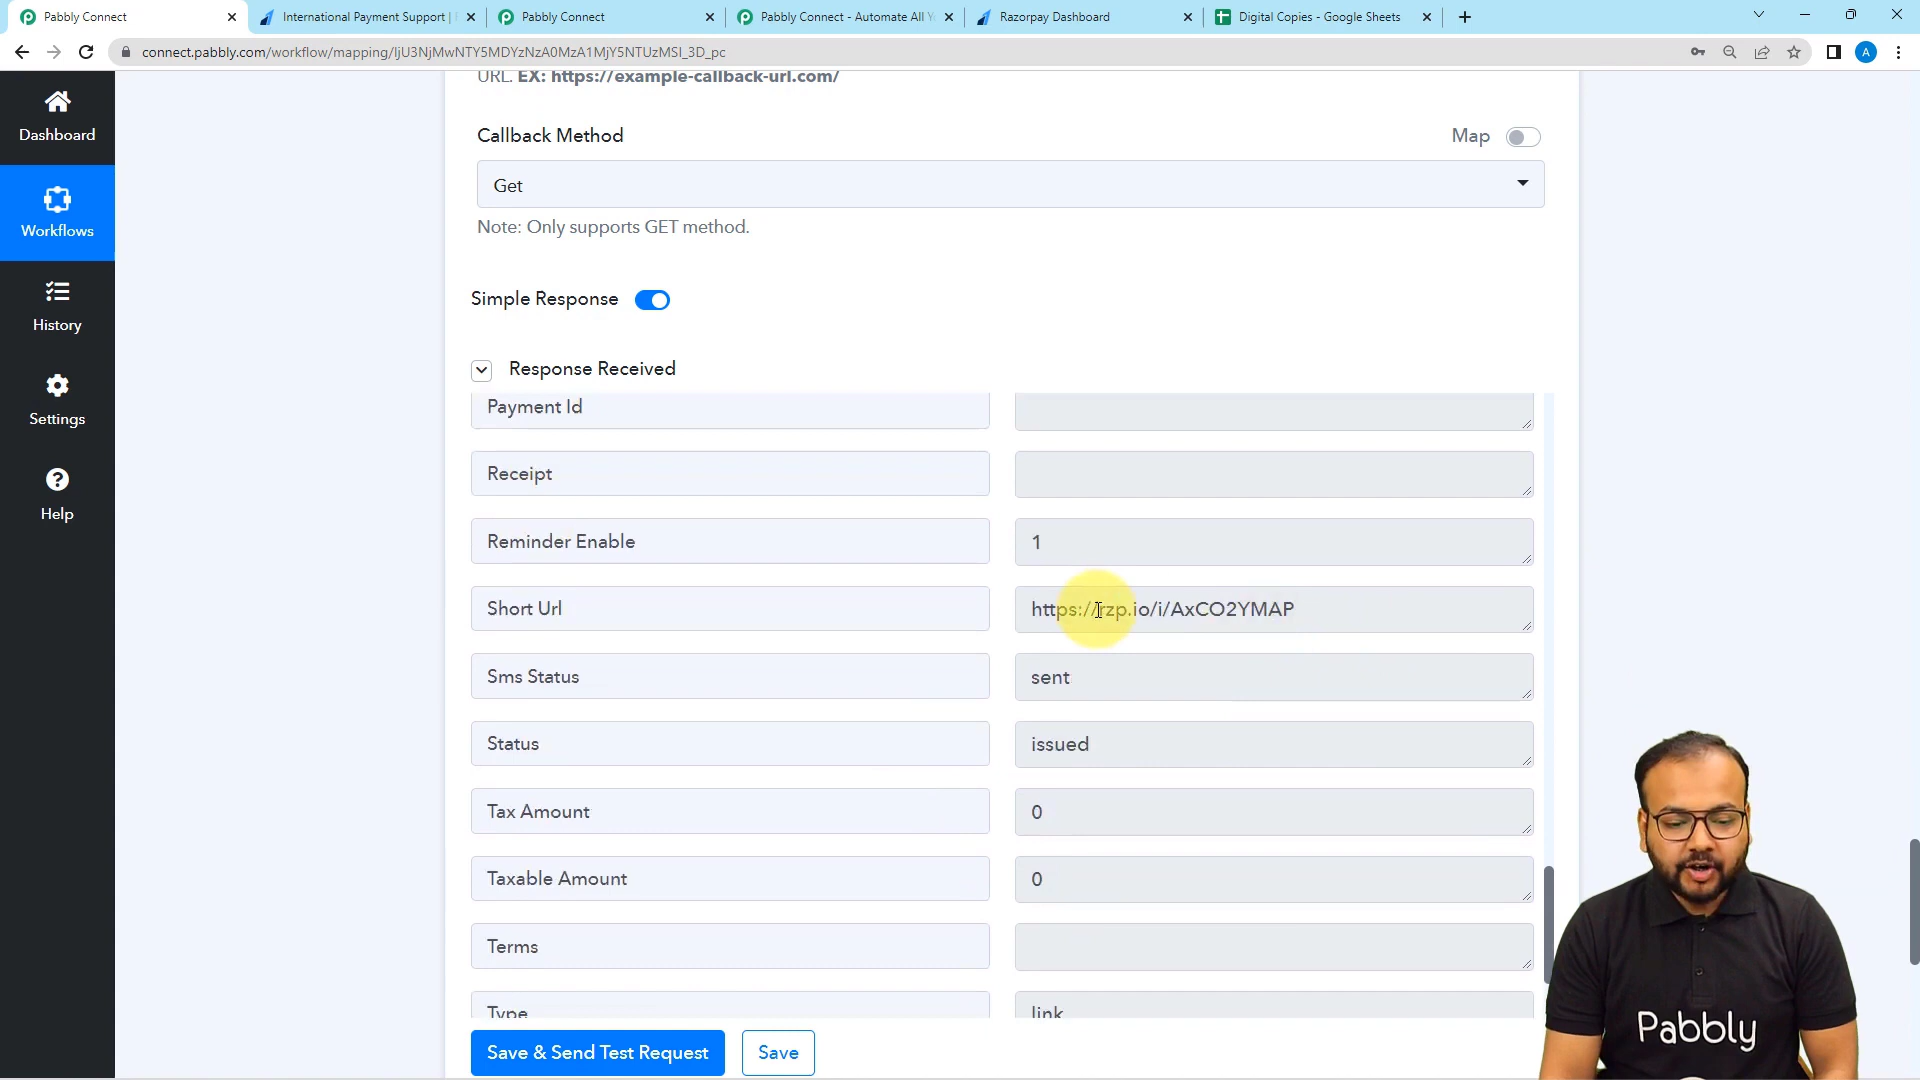 Pabbly Connect
International Payment Support |
Pabbly Connect
Pabbly Connect - Automate All Y
Razorpay Dashboard
Digital Copies - Google Sheets
connect.pabbly.com/workflow/mapping/IjU3NjMwNTY5MDYzNzA0MzA1MjY5NTUzMSI_3D_pc
A
URL. EX: https://example-callback-url.com/
Dashboard
Workflows
History
Settings
Help
Callback Method
Map
Get
Note: Only supports GET method.
Simple Response
Response Received
Payment Id
Receipt
Reminder Enable
1
Short Url
https://rzp.io/i/AxCO2YMAP
Sms Status
sent
Status
issued
Tax Amount
0
Taxable Amount
0
Terms
Type
link
Save & Send Test Request
Save
Pabbly